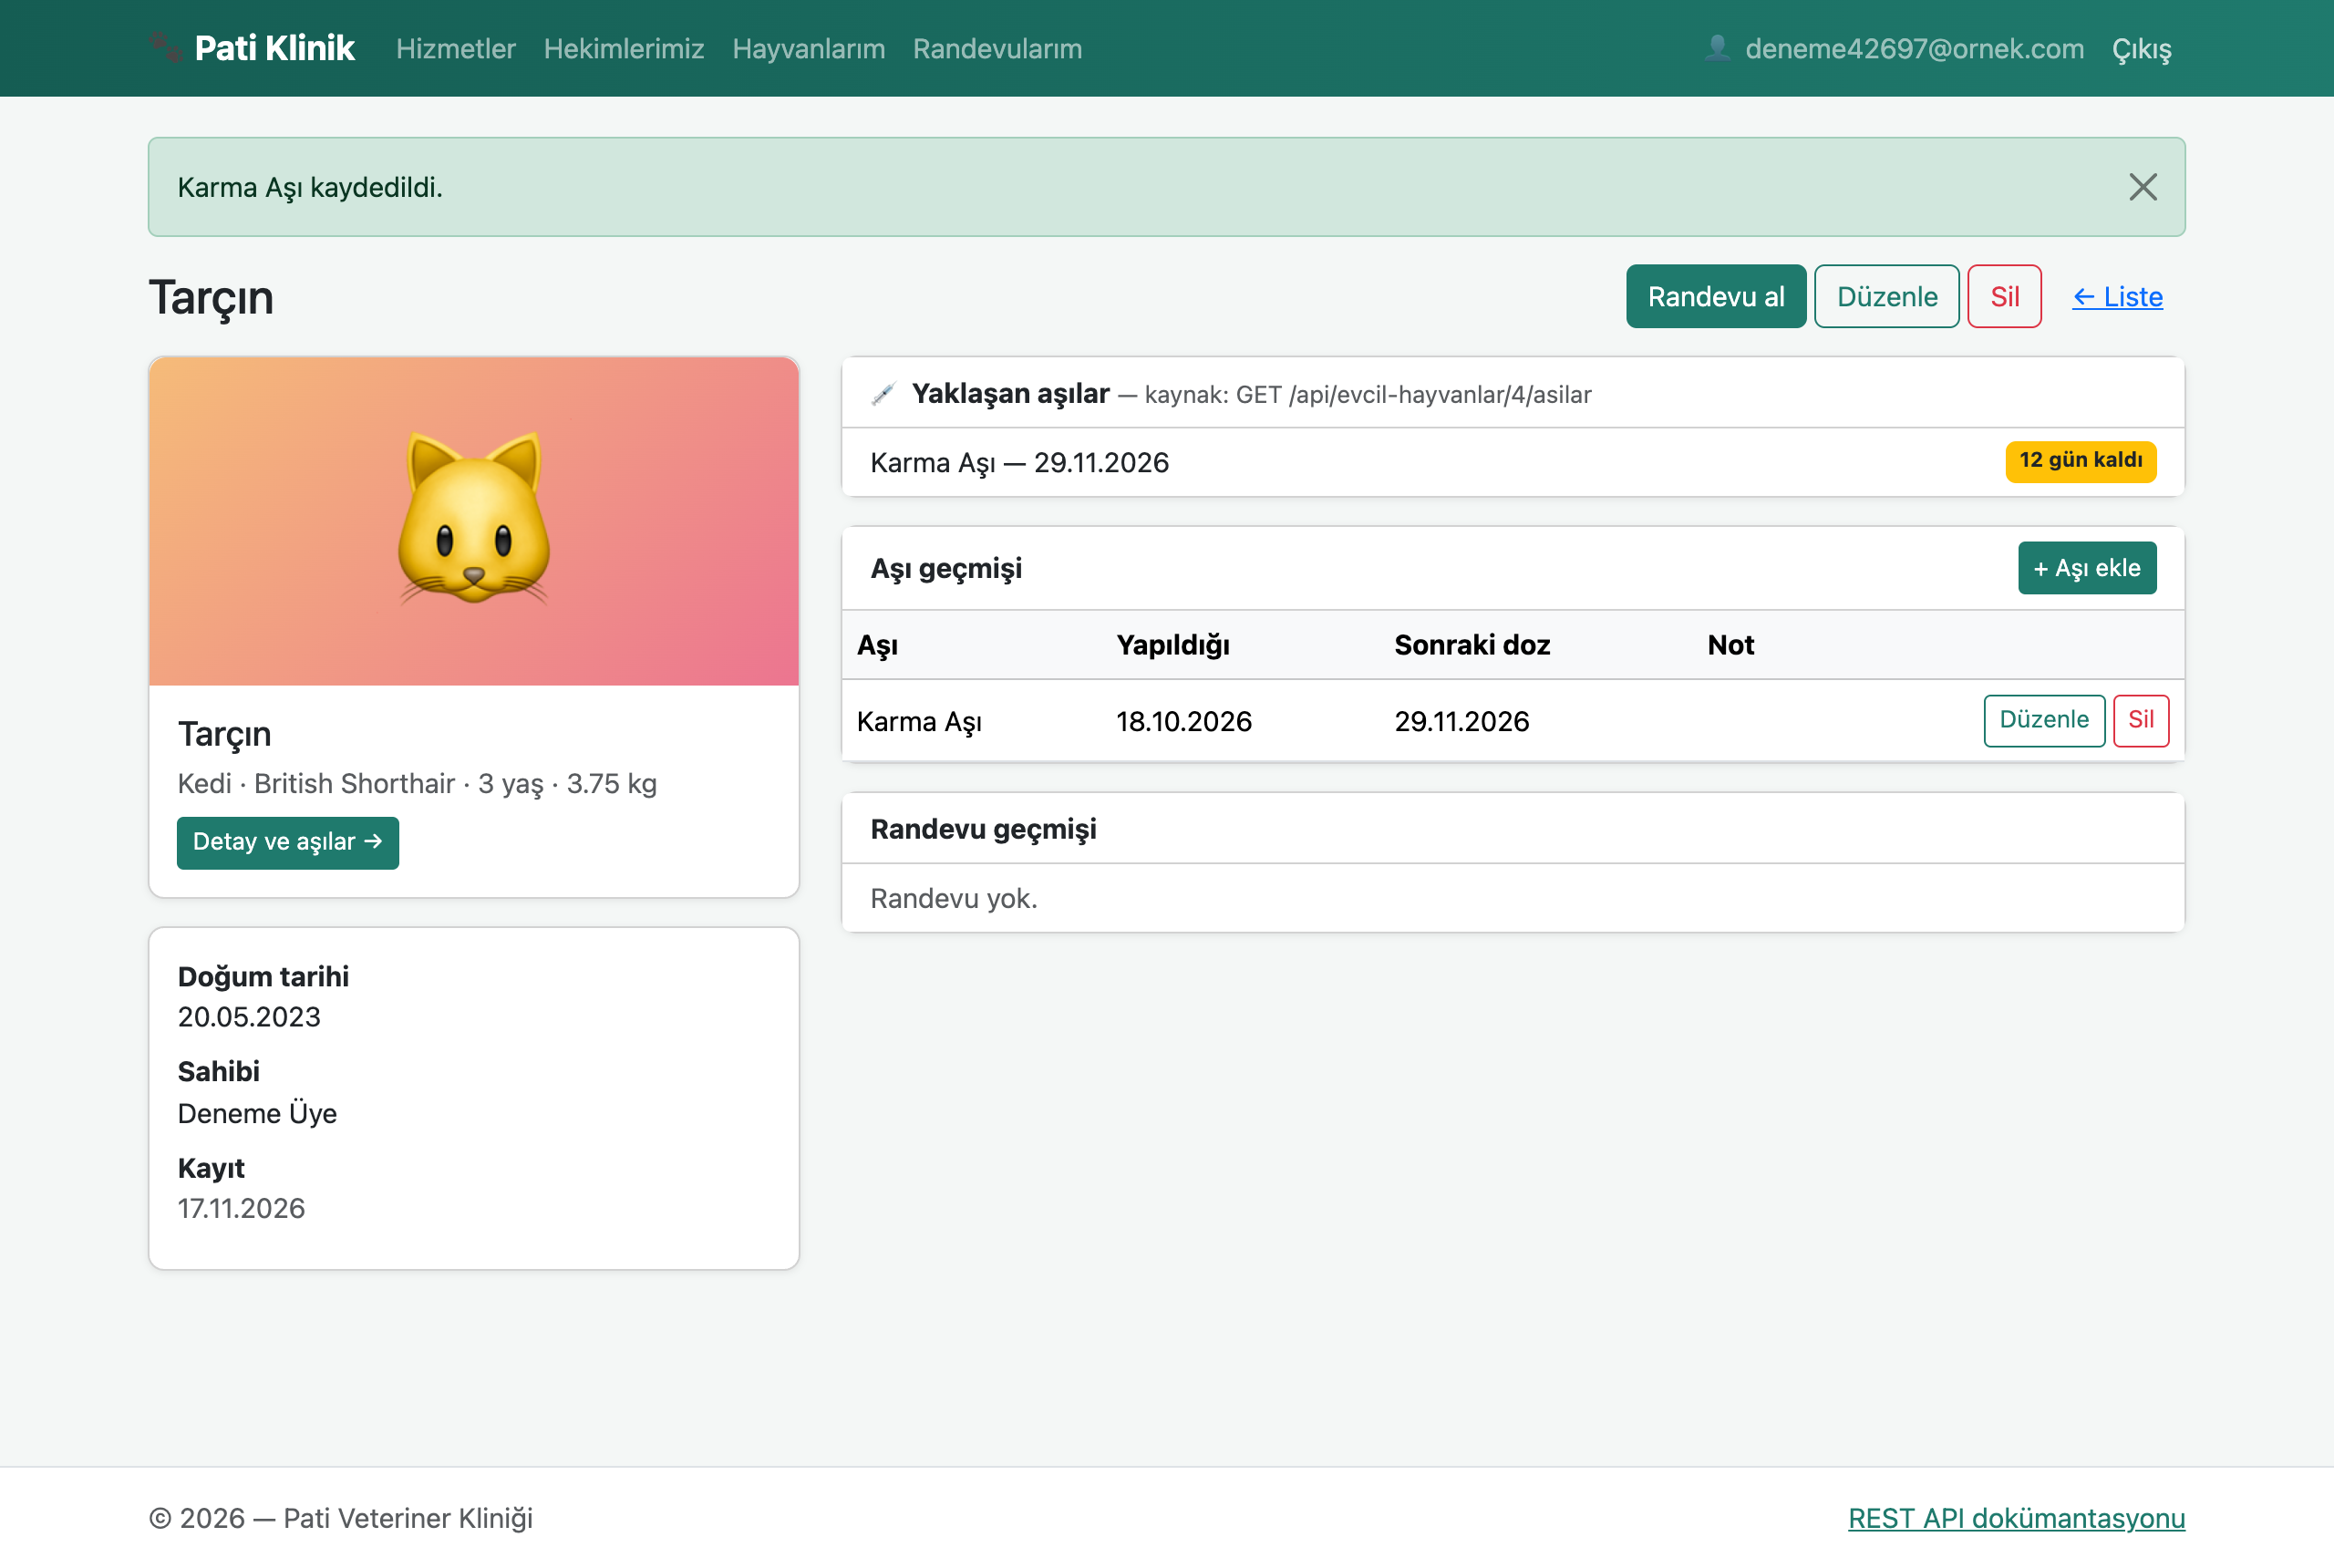 Pati Klinik Hizmetler Hekimlerimiz Hayvanlarım Randevularım deneme42697@ornek.com Çıkış
Karma Aşı kaydedildi.
Tarçın
Randevu al Düzenle Sil ← Liste
Tarçın
Kedi · British Shorthair · 3 yaş · 3.75 kg
Detay ve aşılar →
Doğum tarihi
20.05.2023
Sahibi
Deneme Üye
Kayıt
17.11.2026
Yaklaşan aşılar — kaynak: GET /api/evcil-hayvanlar/4/asilar
Karma Aşı — 29.11.2026 12 gün kaldı
Aşı geçmişi + Aşı ekle
Aşı Yapıldığı Sonraki doz Not
Karma Aşı 18.10.2026 29.11.2026 Düzenle Sil
Randevu geçmişi
Randevu yok.
© 2026 — Pati Veteriner Kliniği REST API dokümantasyonu